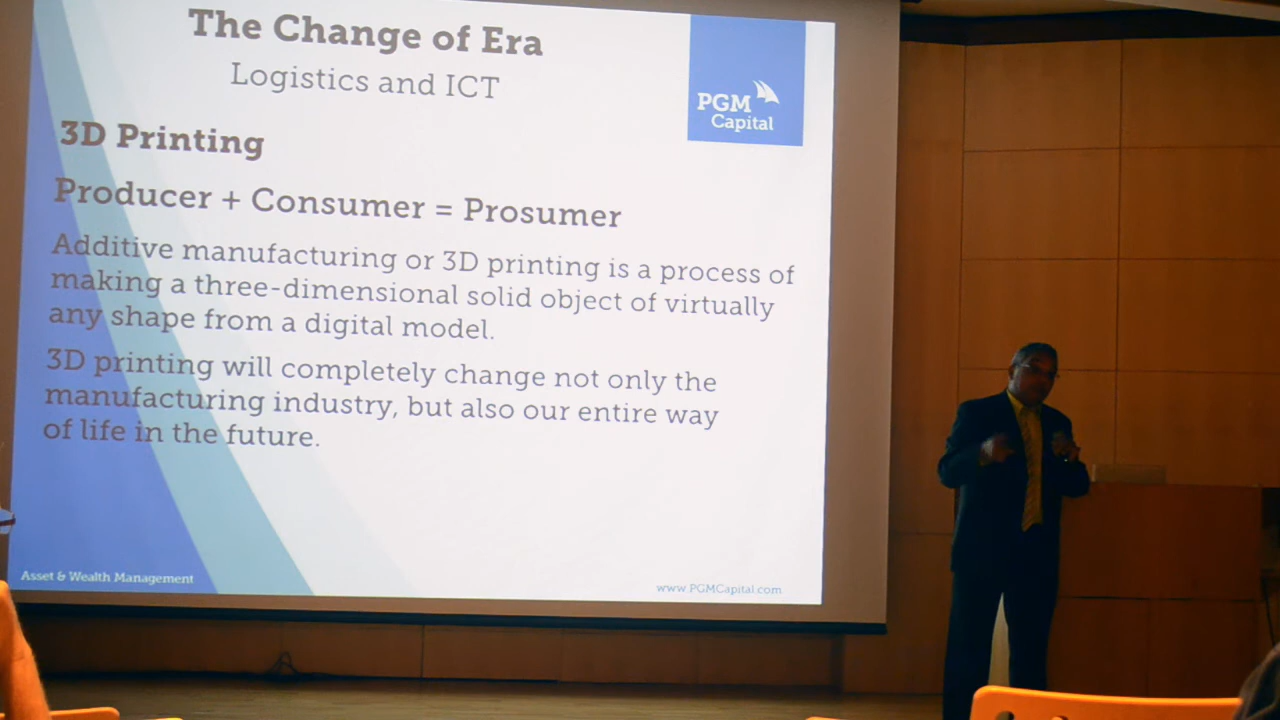 The Change of Era
Logistics and ICT
PGM
Capital
3D Printing
Producer + Consumer = Prosumer
Additive manufacturing or 3D printing is a process of
making a three-dimensional solid object of virtually
any shape from a digital model.
3D printing will completely change not only the
manufacturing industry, but also our entire way
of life in the future.
Asset & Wealth Management
www.PGMCapital.com